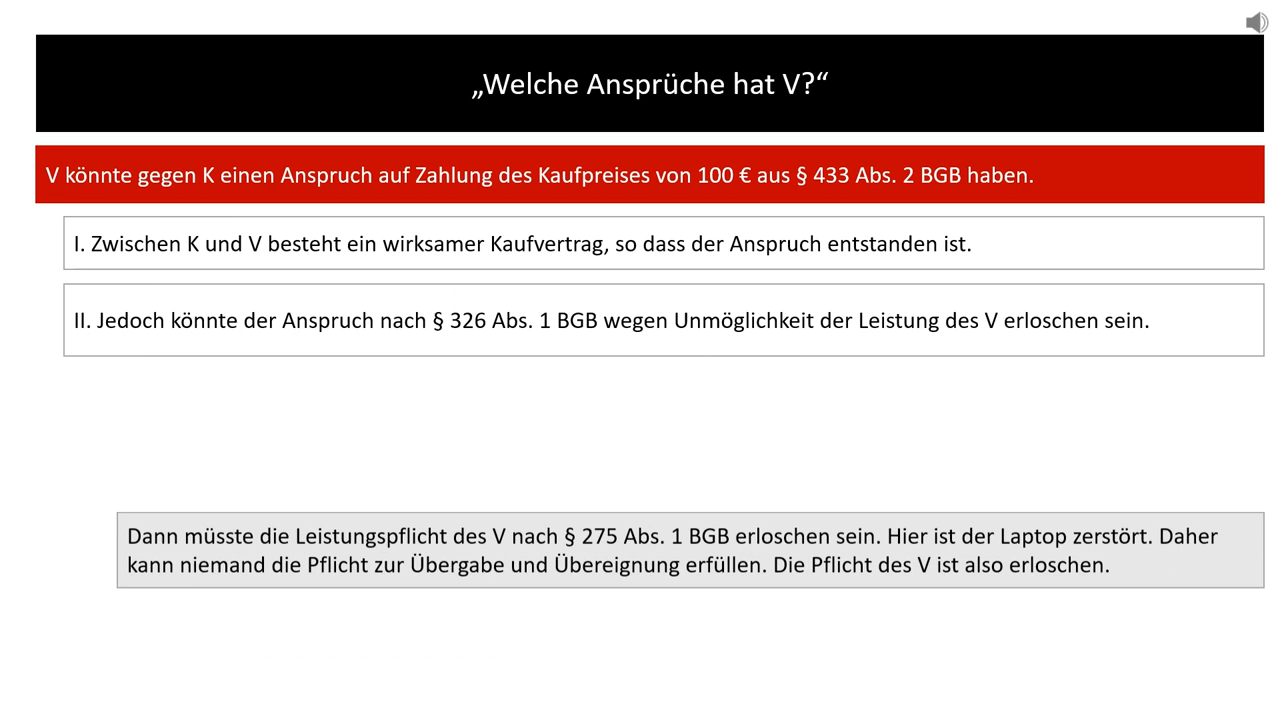 „Welche Ansprüche hat V?“
V könnte gegen K einen Anspruch auf Zahlung des Kaufpreises von 100 € aus § 433 Abs. 2 BGB haben.
I. Zwischen K und V besteht ein wirksamer Kaufvertrag, so dass der Anspruch entstanden ist.
II. Jedoch könnte der Anspruch nach § 326 Abs. 1 BGB wegen Unmöglichkeit der Leistung des V erloschen sein.
Dann müsste die Leistungspflicht des V nach § 275 Abs. 1 BGB erloschen sein. Hier ist der Laptop zerstört. Daher
kann niemand die Pflicht zur Übergabe und Übereignung erfüllen. Die Pflicht des V ist also erloschen.